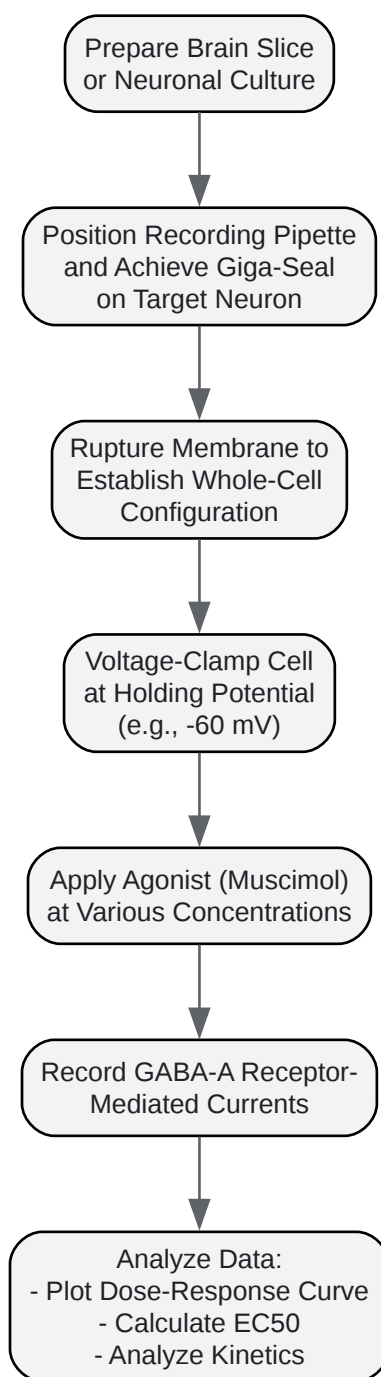 Prepare Brain Slice
or Neuronal Culture
Position Recording Pipette
and Achieve Giga-Seal
on Target Neuron
Rupture Membrane to
Establish Whole-Cell
Configuration
Voltage-Clamp Cell
at Holding Potential
(e.g., -60 mV)
Apply Agonist (Muscimol)
at Various Concentrations
Record GABA-A Receptor-
Mediated Currents
Analyze Data:
- Plot Dose-Response Curve
- Calculate EC50
- Analyze Kinetics